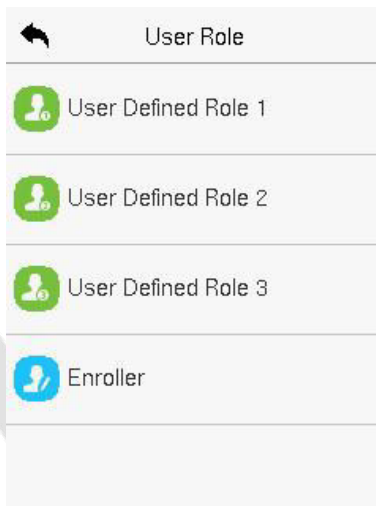 User Role
User Defined Role 1
User Defined Role 2
User Defined Role 3
Enroller